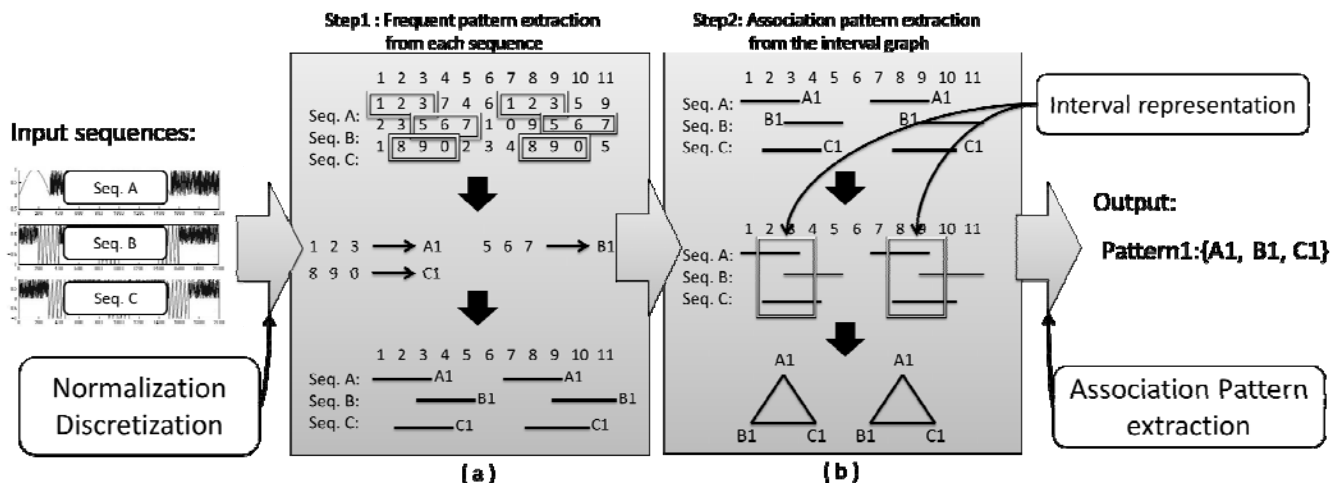 Step1 : Frequent pattern extraction
from each sequence
Step2: Association pattern extraction
from the interval graph
Input sequences:
Seq. A
Seq. B
Seq. C
Normalization
Discretization
1 2 3 4 5 6 7 8 9 10 11
1 2 3 7 4 6 1 2 3 5 9
Seq. A:
2 3 5 6 7 1 0 9 5 6 7
Seq. B:
1 8 9 0 2 3 4 8 9 0 5
Seq. C:
1 2 3 A1 5 6 7 B1
8 9 0 C1
1 2 3 4 5 6 7 8 9 10 11
Seq. A: A1 A1
Seq. B: B1 B1
Seq. C: C1 C1
(a)
1 2 3 4 5 6 7 8 9 10 11
Seq. A: A1 A1
Seq. B: B1 B1
Seq. C: C1 C1
1 2 3 4 5 6 7 8 9 10 11
Seq. A:
Seq. B:
Seq. C:
A1 A1
B1 C1 B1 C1
(b)
Interval representation
Output:
Pattern1:{A1, B1, C1}
Association Pattern
extraction